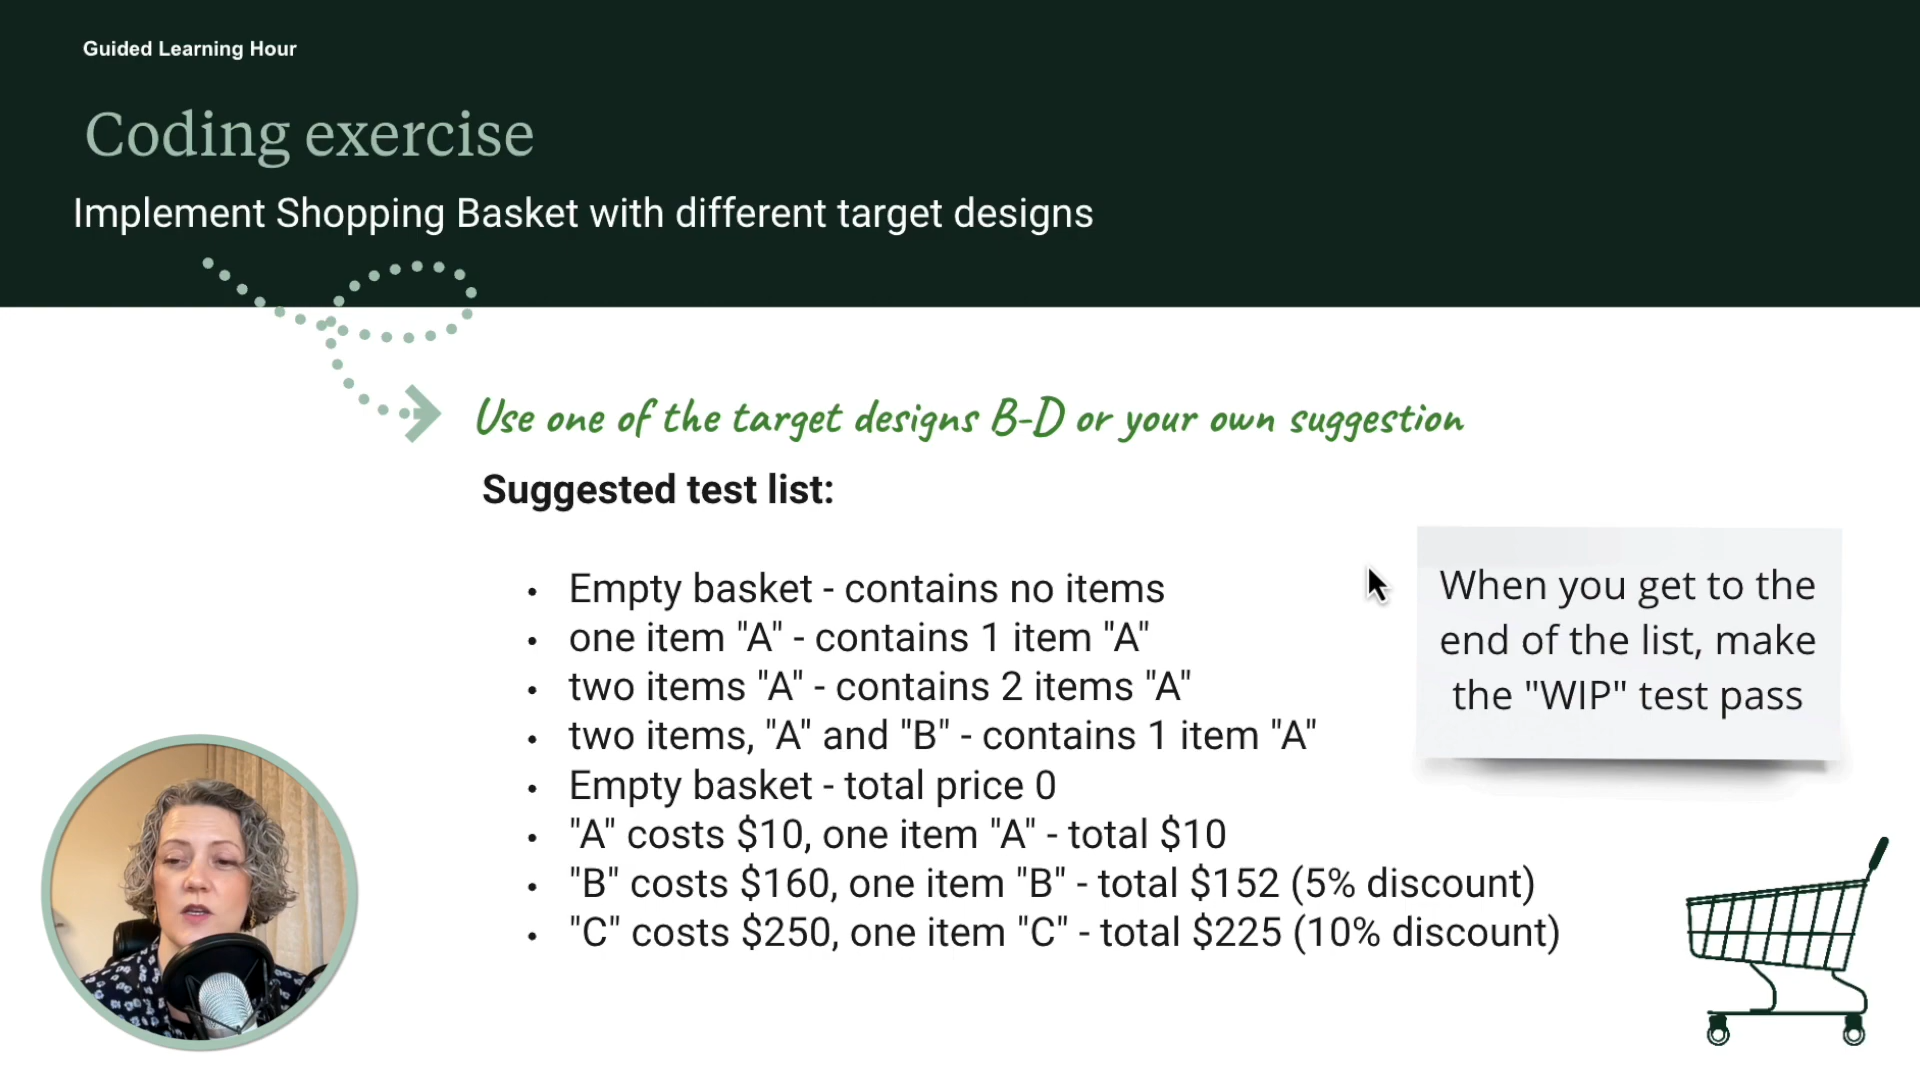 Guided Learning Hour
Coding exercise
Implement Shopping Basket with different target designs
Use one of the target designs B-D or your own suggestion
Suggested test list:
• Empty basket - contains no items
• one item "A" - contains 1 item "A"
• two items "A" - contains 2 items "A"
• two items, "A" and "B" - contains 1 item "A"
• Empty basket - total price 0
• "A" costs $10, one item "A" - total $10
• "B" costs $160, one item "B" - total $152 (5% discount)
• "C" costs $250, one item "C" - total $225 (10% discount)
When you get to the
end of the list, make
the "WIP" test pass